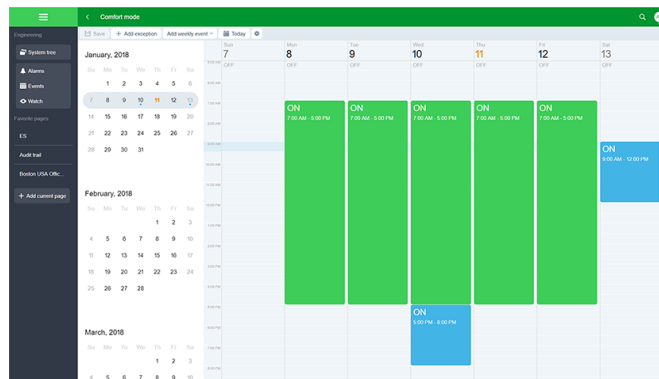 Comfort mode
Engineering
System tree
Alarms
Events
Watch
Favorite pages
ES
Audit trail
Boston USA Offic...
+ Add current page
Save + Add exception Add weekly event Today
January, 2018
Su Mo Tu We Th Fr Sa
1 2 3 4 5 6
7 8 9 10 11 12 13
14 15 16 17 18 19 20
21 22 23 24 25 26 27
28 29 30 31
February, 2018
Su Mo Tu We Th Fr Sa
1 2 3
4 5 6 7 8 9 10
11 12 13 14 15 16 17
18 19 20 21 22 23 24
25 26 27 28
March, 2018
Su Mo Tu We Th Fr Sa
1 2 3
4 5 6 7 8 9 10
Sun Mon Tue Wed Thu Fri Sat
7 8 9 10 11 12 13
OFF OFF OFF OFF OFF OFF OFF
ON ON ON ON ON
7:00 AM - 5:00 PM 7:00 AM - 5:00 PM 7:00 AM - 5:00 PM 7:00 AM - 5:00 PM 7:00 AM - 5:00 PM
ON
9:00 AM - 12:00 PM
ON
5:00 PM - 8:00 PM